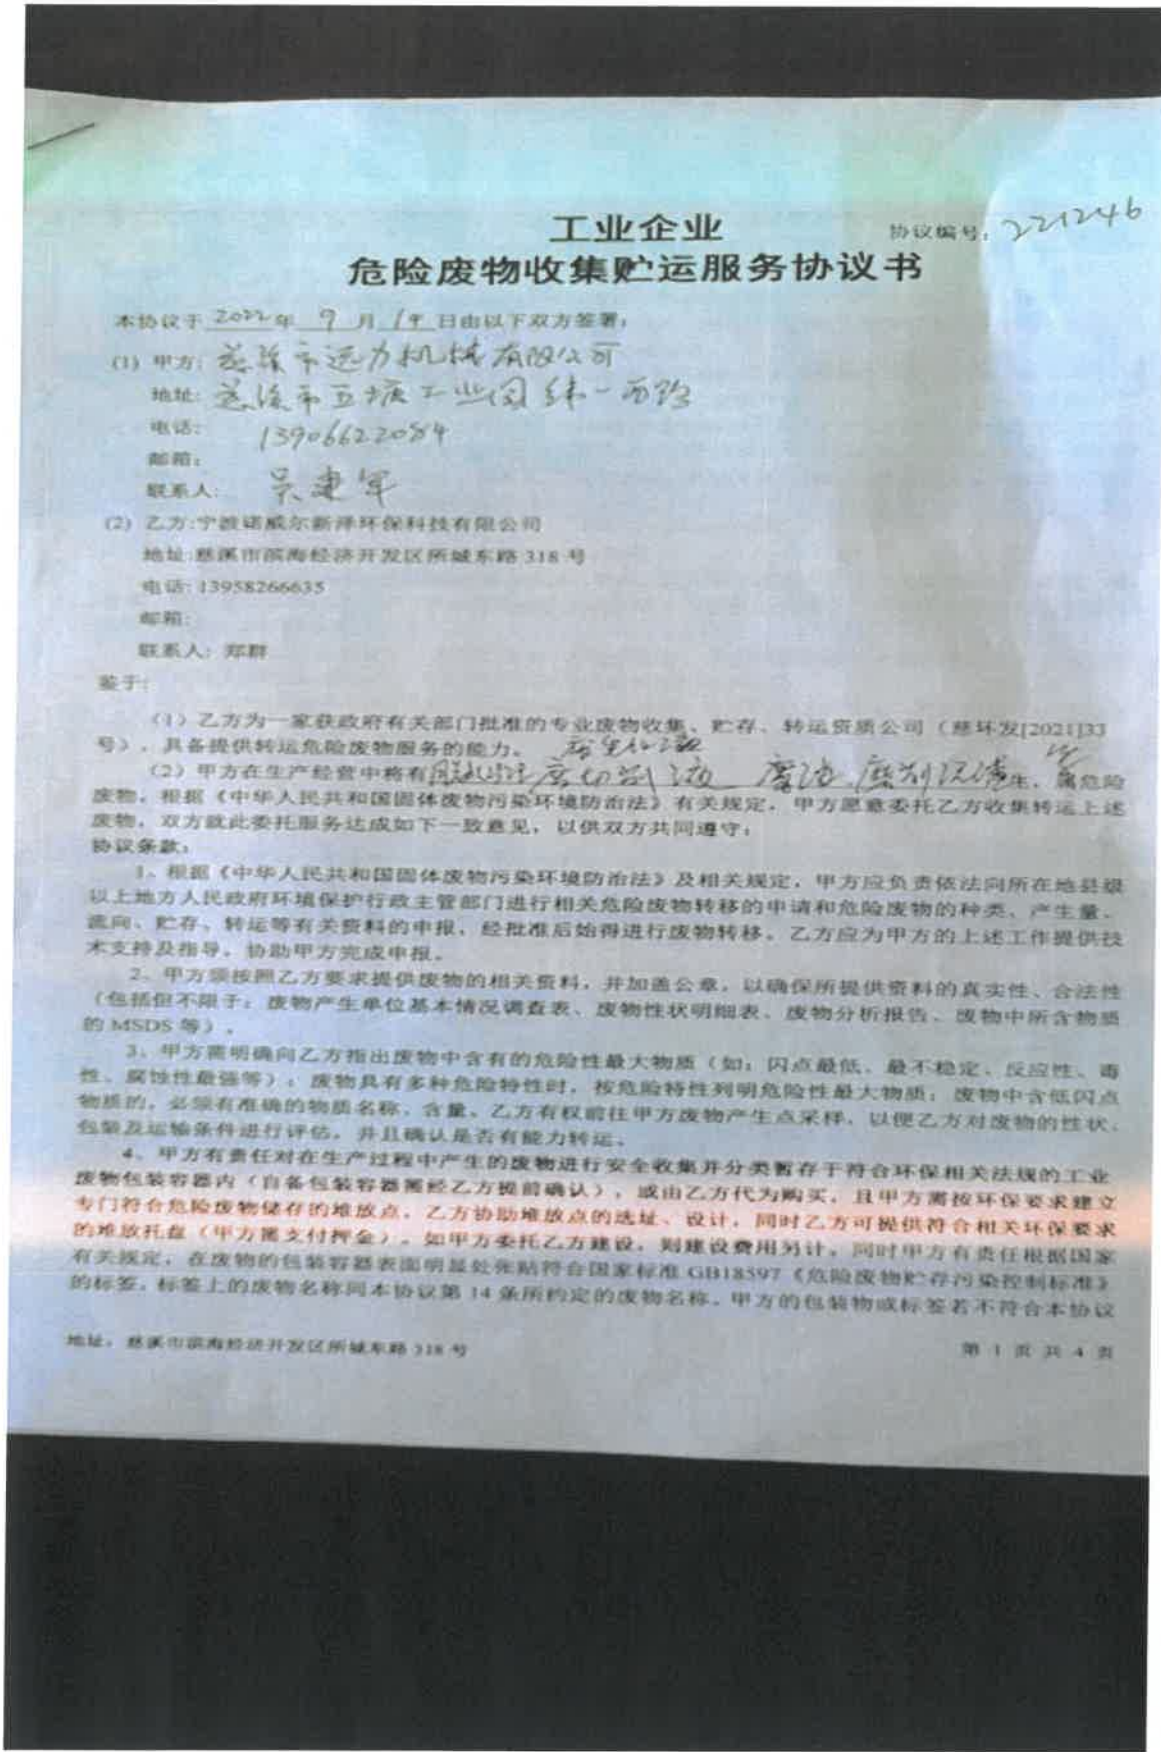 工业企业
协议编号：221246
危险废物收集贮运服务协议书
本协议于 2022 年 9 月 14 日由以下双方签署：
(1) 甲方：慈溪市远力机械有限公司
地址：慈溪市五塘工业园纬一西路
电话：13906622084
邮箱：
联系人：吴建军
(2) 乙方:宁波诺威尔新泽环保科技有限公司
地址:慈溪市滨海经济开发区所城东路 318 号
电话: 13958266635
邮箱:
联系人: 郑群
鉴于:
（1）乙方为一家获政府有关部门批准的专业废物收集、贮存、转运资质公司（慈环发[2021]33
号），具备提供转运危险废物服务的能力。
（2）甲方在生产经营中将有 废切削液 废油 磨削 等 生，属危险
废物，根据《中华人民共和国固体废物污染环境防治法》有关规定，甲方愿意委托乙方收集转运上述
废物，双方就此委托服务达成如下一致意见，以供双方共同遵守：
协议条款：
1、根据《中华人民共和国固体废物污染环境防治法》及相关规定，甲方应负责依法向所在地县级
以上地方人民政府环境保护行政主管部门进行相关危险废物转移的申请和危险废物的种类、产生量、
流向、贮存、转运等有关资料的申报，经批准后始得进行废物转移。乙方应为甲方的上述工作提供技
术支持及指导，协助甲方完成申报。
2、甲方须按照乙方要求提供废物的相关资料，并加盖公章，以确保所提供资料的真实性、合法性
（包括但不限于：废物产生单位基本情况调查表、废物性状明细表、废物分析报告、废物中所含物质
的 MSDS 等）。
3、甲方需明确向乙方指出废物中含有的危险性最大物质（如：闪点最低、最不稳定、反应性、毒
性、腐蚀性最强等）；废物具有多种危险特性时，按危险特性列明危险性最大物质；废物中含低闪点
物质的，必须有准确的物质名称、含量。乙方有权前往甲方废物产生点采样，以便乙方对废物的性状、
包装及运输条件进行评估，并且确认是否有能力转运。
4、甲方有责任对在生产过程中产生的废物进行安全收集并分类暂存于符合环保相关法规的工业
废物包装容器内（自备包装容器需经乙方提前确认），或由乙方代为购买，且甲方需按环保要求建立
专门符合危险废物储存的堆放点，乙方协助堆放点的选址、设计，同时乙方可提供符合相关环保要求
的堆放托盘（甲方需支付押金）。如甲方委托乙方建设，则建设费用另计。同时甲方有责任根据国家
有关规定，在废物的包装容器表面明显处张贴符合国家标准 GB18597《危险废物贮存污染控制标准》
的标签，标签上的废物名称同本协议第 14 条所约定的废物名称。甲方的包装物或标签若不符合本协议
地址：慈溪市滨海经济开发区所城东路 318 号
第 1 页 共 4 页